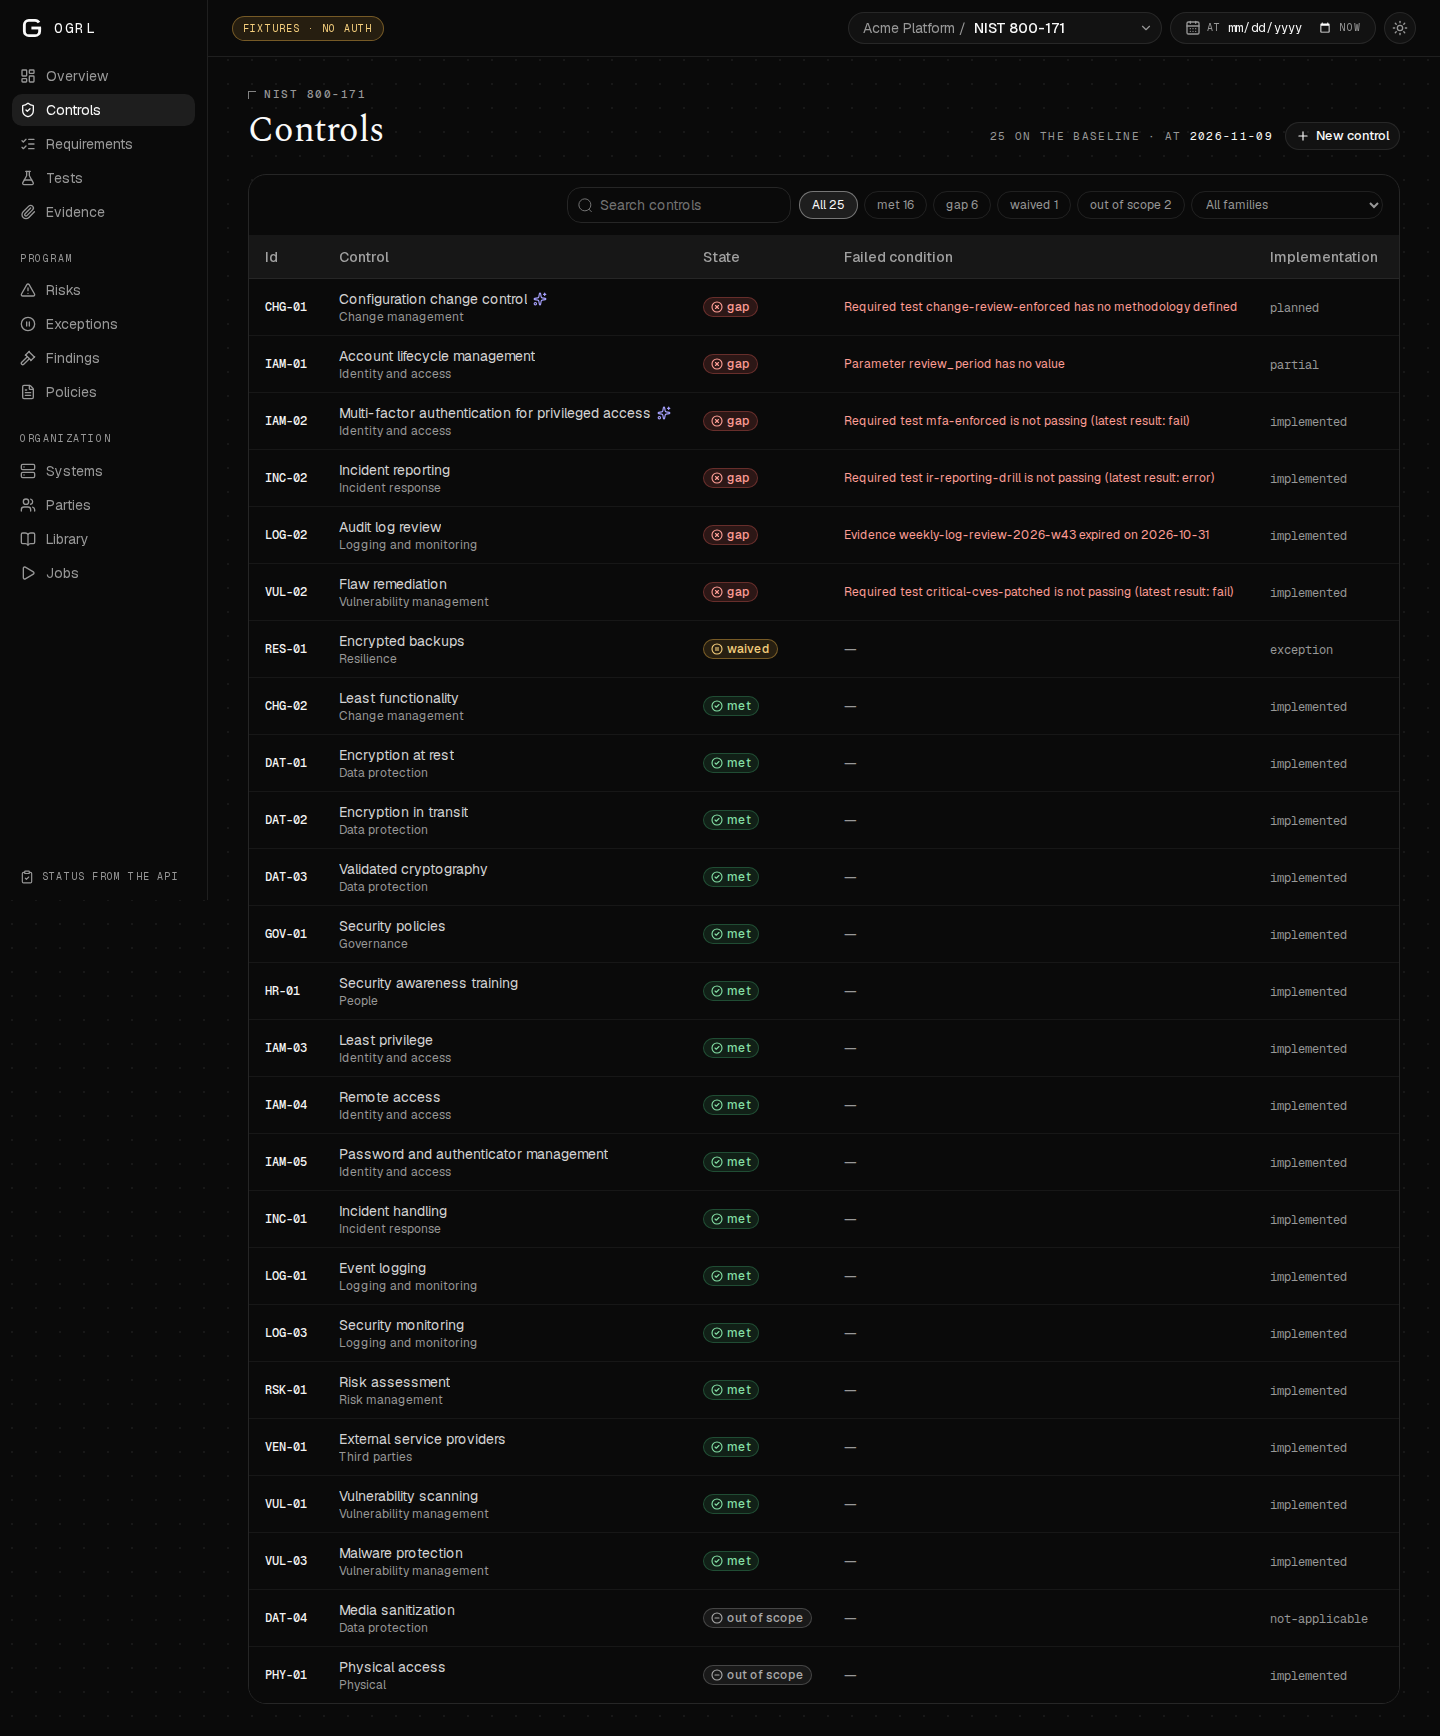 OGRL
FIXTURES · NO AUTH
Acme Platform / NIST 800-171
AT mm/dd/yyyy NOW
Overview
Controls
Requirements
Tests
Evidence
PROGRAM
Risks
Exceptions
Findings
Policies
ORGANIZATION
Systems
Parties
Library
Jobs
STATUS FROM THE API
NIST 800-171
Controls
25 ON THE BASELINE · AT 2026-11-09
New control
Search controls
All 25 met 16 gap 6 waived 1 out of scope 2 All families
Id Control State Failed condition Implementation
CHG-01 Configuration change control gap Required test change-review-enforced has no methodology defined planned
Change management
IAM-01 Account lifecycle management gap Parameter review_period has no value partial
Identity and access
IAM-02 Multi-factor authentication for privileged access gap Required test mfa-enforced is not passing (latest result: fail) implemented
Identity and access
INC-02 Incident reporting gap Required test ir-reporting-drill is not passing (latest result: error) implemented
Incident response
LOG-02 Audit log review gap Evidence weekly-log-review-2026-w43 expired on 2026-10-31 implemented
Logging and monitoring
VUL-02 Flaw remediation gap Required test critical-cves-patched is not passing (latest result: fail) implemented
Vulnerability management
RES-01 Encrypted backups waived — exception
Resilience
CHG-02 Least functionality met — implemented
Change management
DAT-01 Encryption at rest met — implemented
Data protection
DAT-02 Encryption in transit met — implemented
Data protection
DAT-03 Validated cryptography met — implemented
Data protection
GOV-01 Security policies met — implemented
Governance
HR-01 Security awareness training met — implemented
People
IAM-03 Least privilege met — implemented
Identity and access
IAM-04 Remote access met — implemented
Identity and access
IAM-05 Password and authenticator management met — implemented
Identity and access
INC-01 Incident handling met — implemented
Incident response
LOG-01 Event logging met — implemented
Logging and monitoring
LOG-03 Security monitoring met — implemented
Logging and monitoring
RSK-01 Risk assessment met — implemented
Risk management
VEN-01 External service providers met — implemented
Third parties
VUL-01 Vulnerability scanning met — implemented
Vulnerability management
VUL-03 Malware protection met — implemented
Vulnerability management
DAT-04 Media sanitization out of scope — not-applicable
Data protection
PHY-01 Physical access out of scope — implemented
Physical